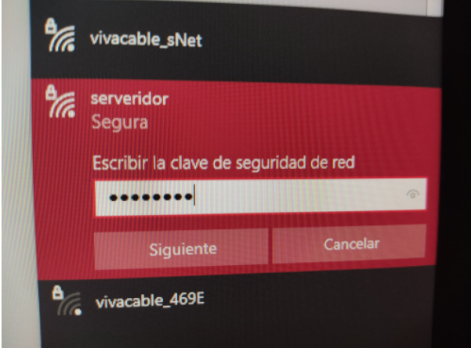 vivacable_sNet
serveridor
Segura
Escribir la clave de seguridad de red
••••••••
Siguiente
Cancelar
vivacable_469E